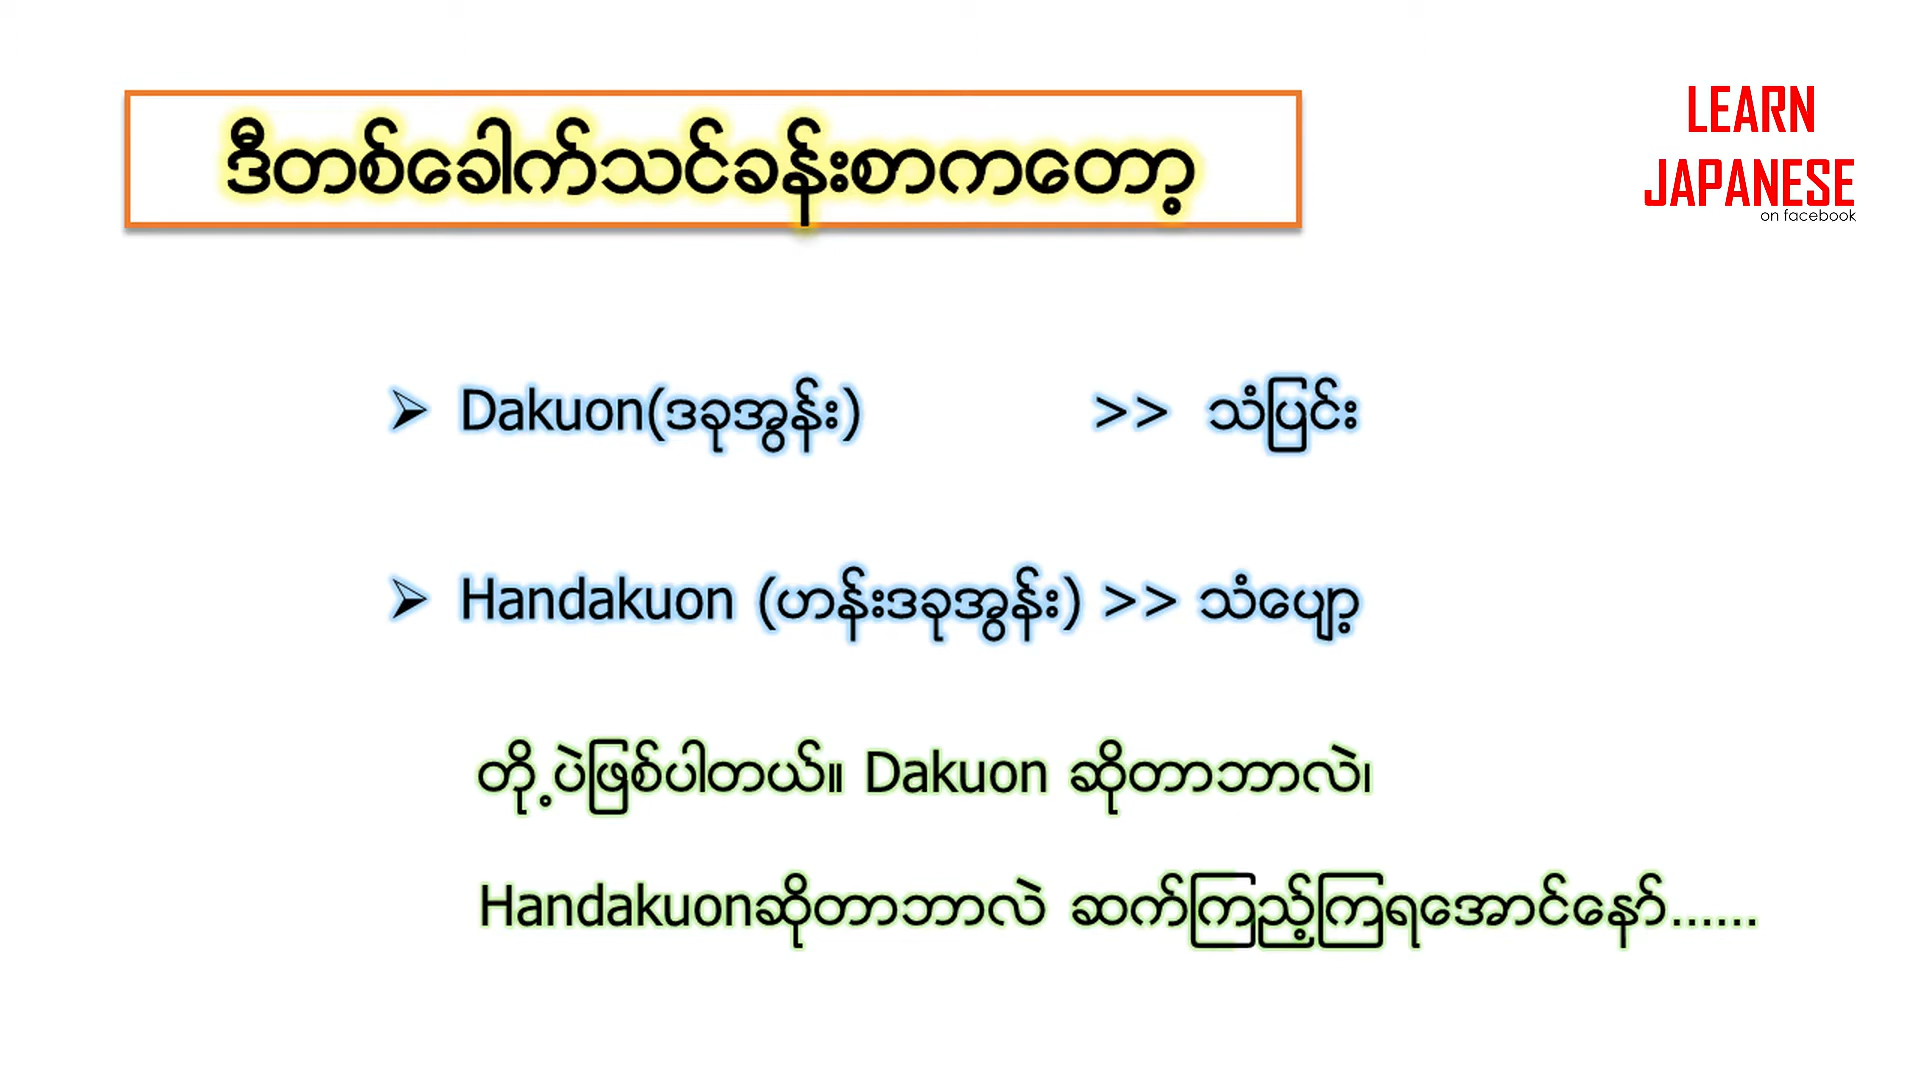 ဒီတစ်ခေါက်သင်ခန်းစာကတော့
LEARN
JAPANESE
on facebook
➢ Dakuon(ဒခုအွန်း) >> သံပြင်း
➢ Handakuon (ဟန်းဒခုအွန်း) >> သံပျော့
တို့ပဲဖြစ်ပါတယ်။ Dakuon ဆိုတာဘာလဲ၊
Handakuonဆိုတာဘာလဲ ဆက်ကြည့်ကြရအောင်နော်......